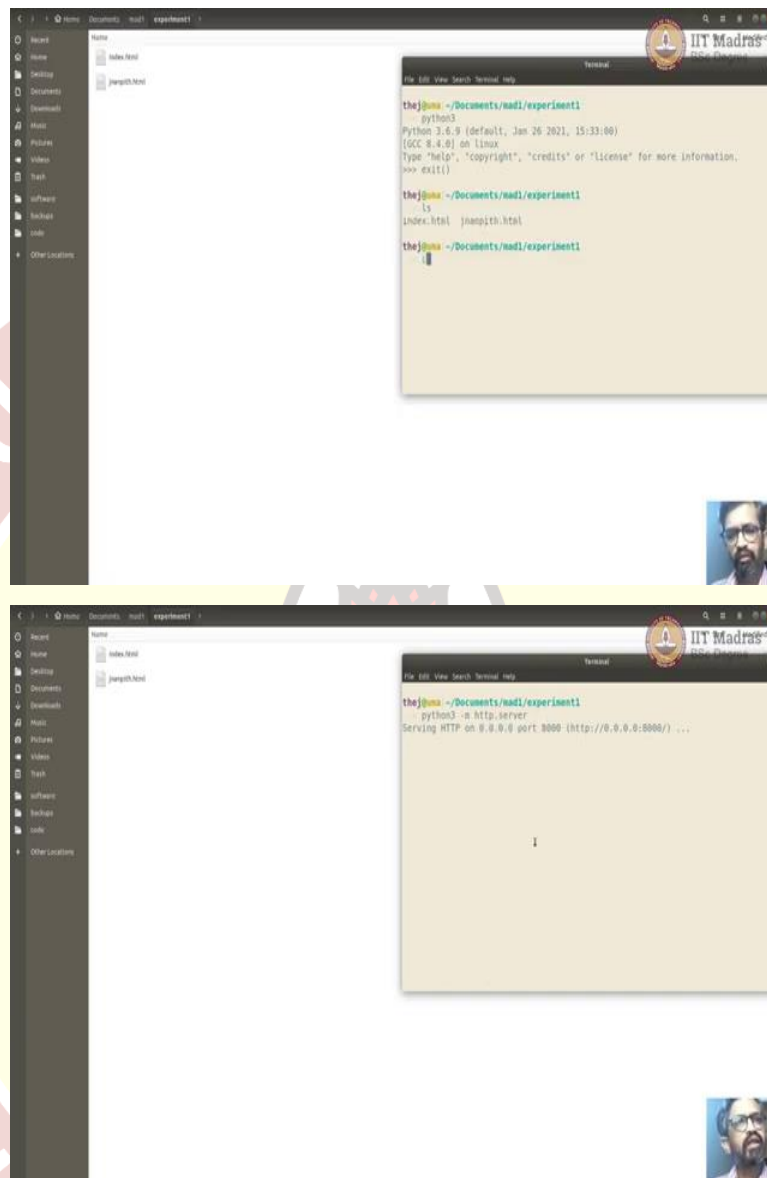 Home Documents mad1 experiment1
IIT Madras
BSc Degree
Recent
Home
Desktop
Documents
Downloads
Music
Pictures
Videos
Trash
software
backups
code
Other Locations
Name
index.html
jnanpith.html
Terminal
File Edit View Search Terminal Help
thej@uma ~/Documents/mad1/experiment1
python3
Python 3.6.9 (default, Jan 26 2021, 15:33:00)
[GCC 8.4.0] on linux
Type "help", "copyright", "credits" or "license" for more information.
>>> exit()
thej@uma ~/Documents/mad1/experiment1
ls
index.html jnanpith.html
thej@uma ~/Documents/mad1/experiment1
Home Documents mad1 experiment1
IIT Madras
BSc Degree
Recent
Home
Desktop
Documents
Downloads
Music
Pictures
Videos
Trash
software
backups
code
Other Locations
Name
index.html
jnanpith.html
Terminal
File Edit View Search Terminal Help
thej@uma ~/Documents/mad1/experiment1
python3 -m http.server
Serving HTTP on 0.0.0.0 port 8000 (http://0.0.0.0:8000/) ...